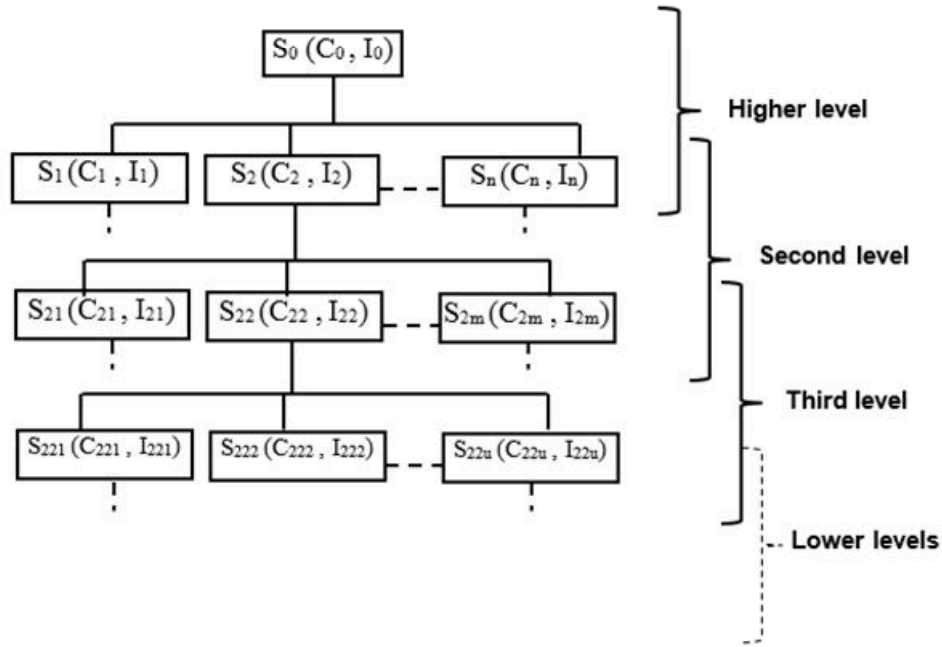 S₀ (C₀ , I₀)
Higher level
S₁ (C₁ , I₁)
S₂ (C₂ , I₂)
Sₙ (Cₙ , Iₙ)
Second level
S₂₁ (C₂₁ , I₂₁)
S₂₂ (C₂₂ , I₂₂)
S₂ₘ (C₂ₘ , I₂ₘ)
Third level
S₂₂₁ (C₂₂₁ , I₂₂₁)
S₂₂₂ (C₂₂₂ , I₂₂₂)
S₂₂ᵤ (C₂₂ᵤ , I₂₂ᵤ)
Lower levels